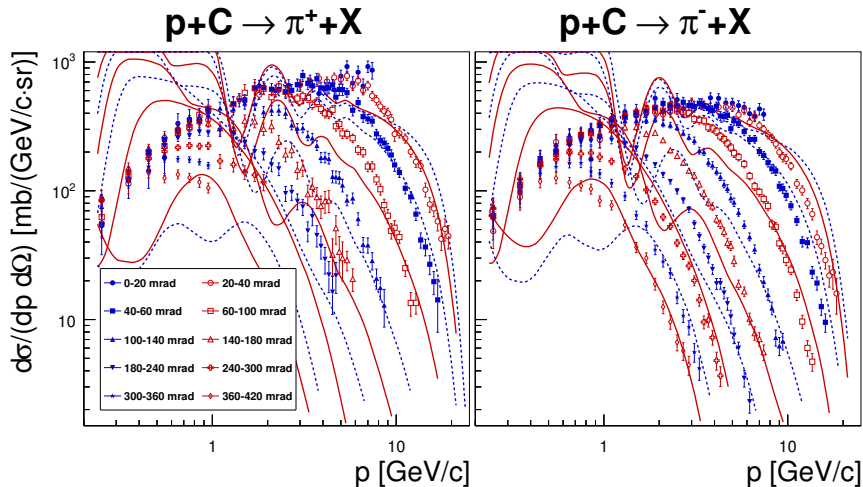 p+C → π⁺+X
p+C → π⁻+X
dσ/(dp dΩ) [mb/(GeV/c·sr)]
10³
10²
10
0-20 mrad
20-40 mrad
40-60 mrad
60-100 mrad
100-140 mrad
140-180 mrad
180-240 mrad
240-300 mrad
300-360 mrad
360-420 mrad
1
10
1
10
p [GeV/c]
p [GeV/c]